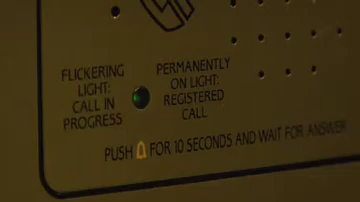 FLICKERING
LIGHT:
CALL IN
PROGRESS
PERMANENTLY
ON LIGHT:
REGISTERED
CALL
PUSH FOR 10 SECONDS AND WAIT FOR ANSWER